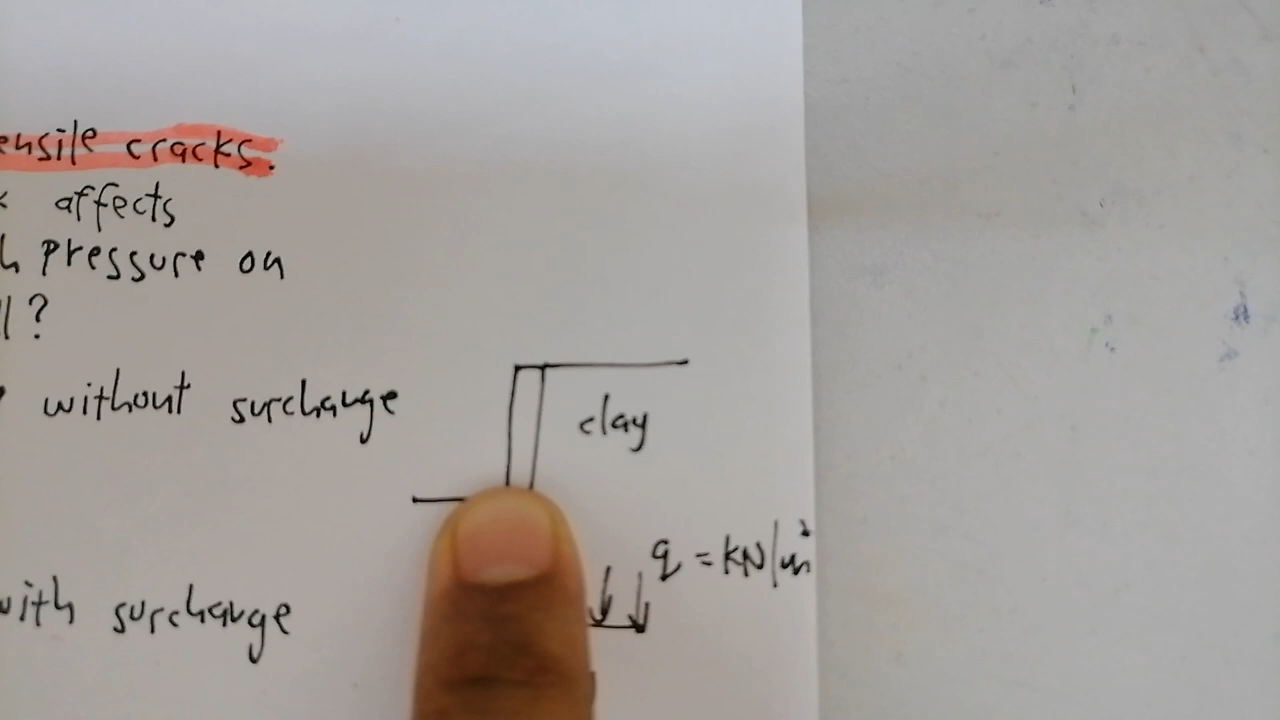 ensile cracks.
affects
pressure on
?
without surcharge
clay
q = kN/m²
with surcharge